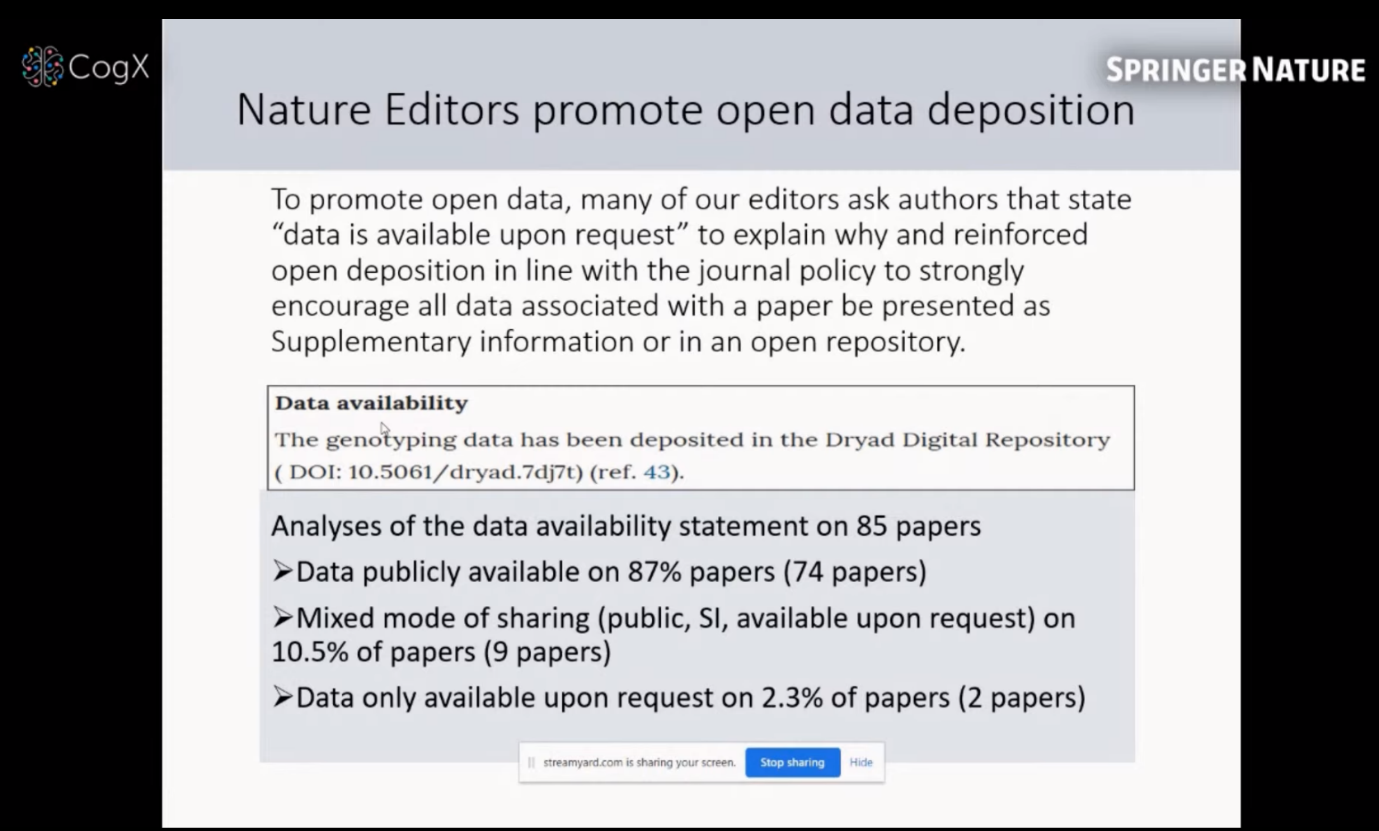 CogX
SPRINGER NATURE
Nature Editors promote open data deposition
To promote open data, many of our editors ask authors that state
“data is available upon request” to explain why and reinforced
open deposition in line with the journal policy to strongly
encourage all data associated with a paper be presented as
Supplementary information or in an open repository.
Data availability
The genotyping data has been deposited in the Dryad Digital Repository
( DOI: 10.5061/dryad.7dj7t) (ref. 43).
Analyses of the data availability statement on 85 papers
➢Data publicly available on 87% papers (74 papers)
➢Mixed mode of sharing (public, SI, available upon request) on
10.5% of papers (9 papers)
➢Data only available upon request on 2.3% of papers (2 papers)
streamyard.com is sharing your screen. Stop sharing Hide